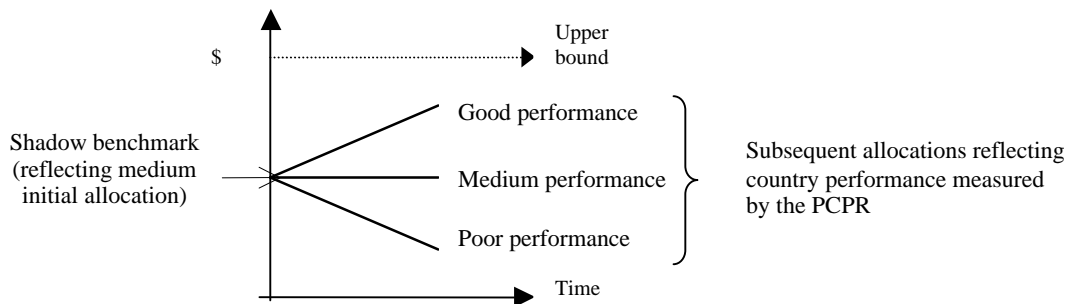 $
Upper
bound
Good performance
Shadow benchmark
(reflecting medium
initial allocation)
Medium performance
Poor performance
Subsequent allocations reflecting
country performance measured
by the PCPR
Time